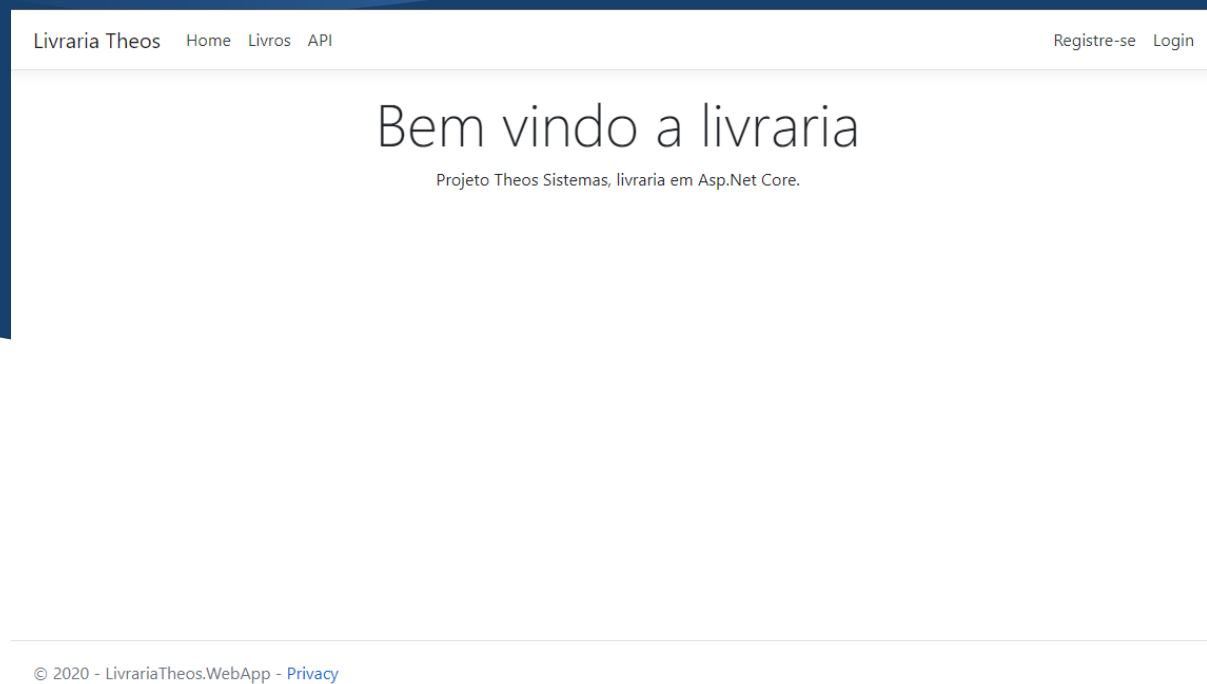 Livraria Theos Home Livros API Registre-se Login
Bem vindo a livraria
Projeto Theos Sistemas, livraria em Asp.Net Core.
© 2020 - LivrariaTheos.WebApp - Privacy